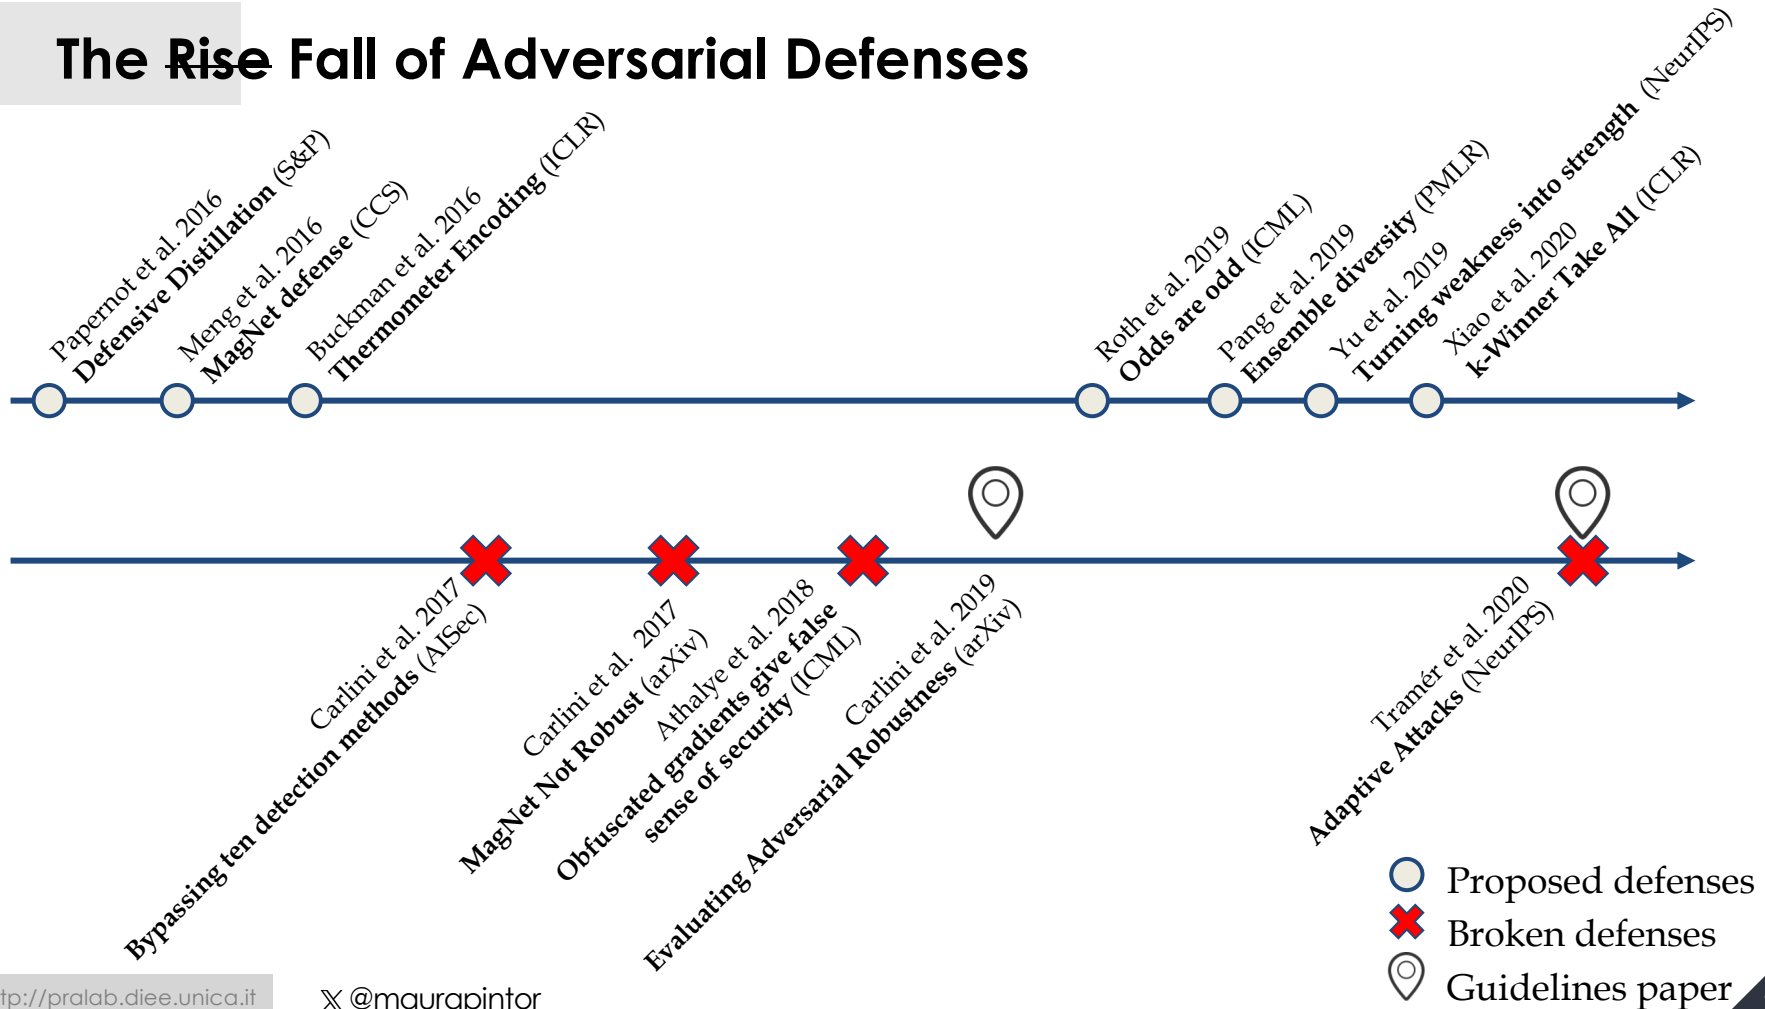 The Rise Fall of Adversarial Defenses
Papernot et al. 2016
Defensive Distillation (S&P)
Meng et al. 2016
MagNet defense (CCS)
Buckman et al. 2016
Thermometer Encoding (ICLR)
Roth et al. 2019
Odds are odd (ICML)
Pang et al. 2019
Ensemble diversity (PMLR)
Yu et al. 2019
Turning weakness into strength (NeurIPS)
Xiao et al. 2020
k-Winner Take All (ICLR)
Carlini et al. 2017
Bypassing ten detection methods (AISec)
Carlini et al. 2017
MagNet Not Robust (arXiv)
Athalye et al. 2018
Obfuscated gradients give false
sense of security (ICML)
Carlini et al. 2019
Evaluating Adversarial Robustness (arXiv)
Tramér et al. 2020
Adaptive Attacks (NeurIPS)
Proposed defenses
Broken defenses
Guidelines paper
tp://pralab.diee.unica.it
X @maurapintor